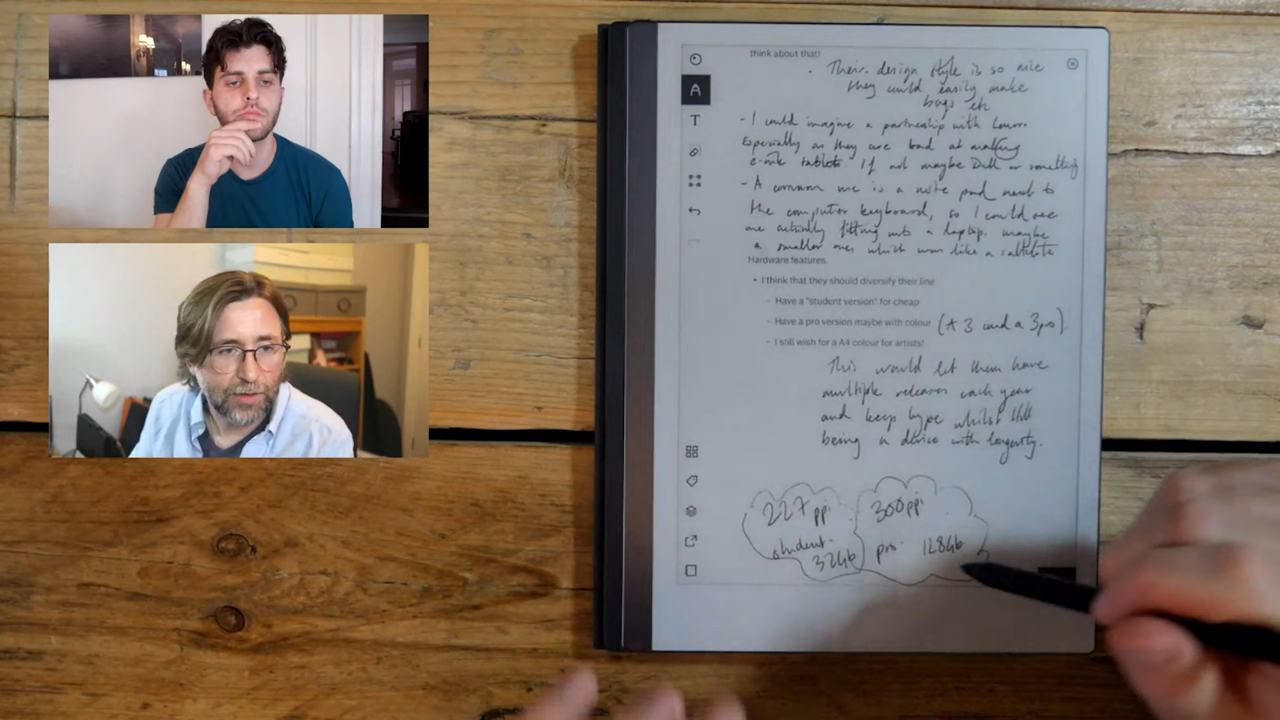 think about that!
- Their design style is so nice
they could easily make
bags etc
- I could imagine a partnership with Lenovo
Especially as they are bad at making
e-ink tablets. If not maybe Dell or something
- A common use is a note pad next to
the computer keyboard, so I could see
one actually fitting into a laptop. maybe
a smaller one, which was like a
Hardware features.
• I think that they should diversify their line
- Have a "student version" for cheap
- Have a pro version maybe with colour (A 3 and a 3pro).
- I still wish for a A4 colour for artists!
This would let them have
multiple releases each year
and keep hype whilst still
being a device with longevity.
227 ppi 300ppi
student. pro. 128Gb
32Gb